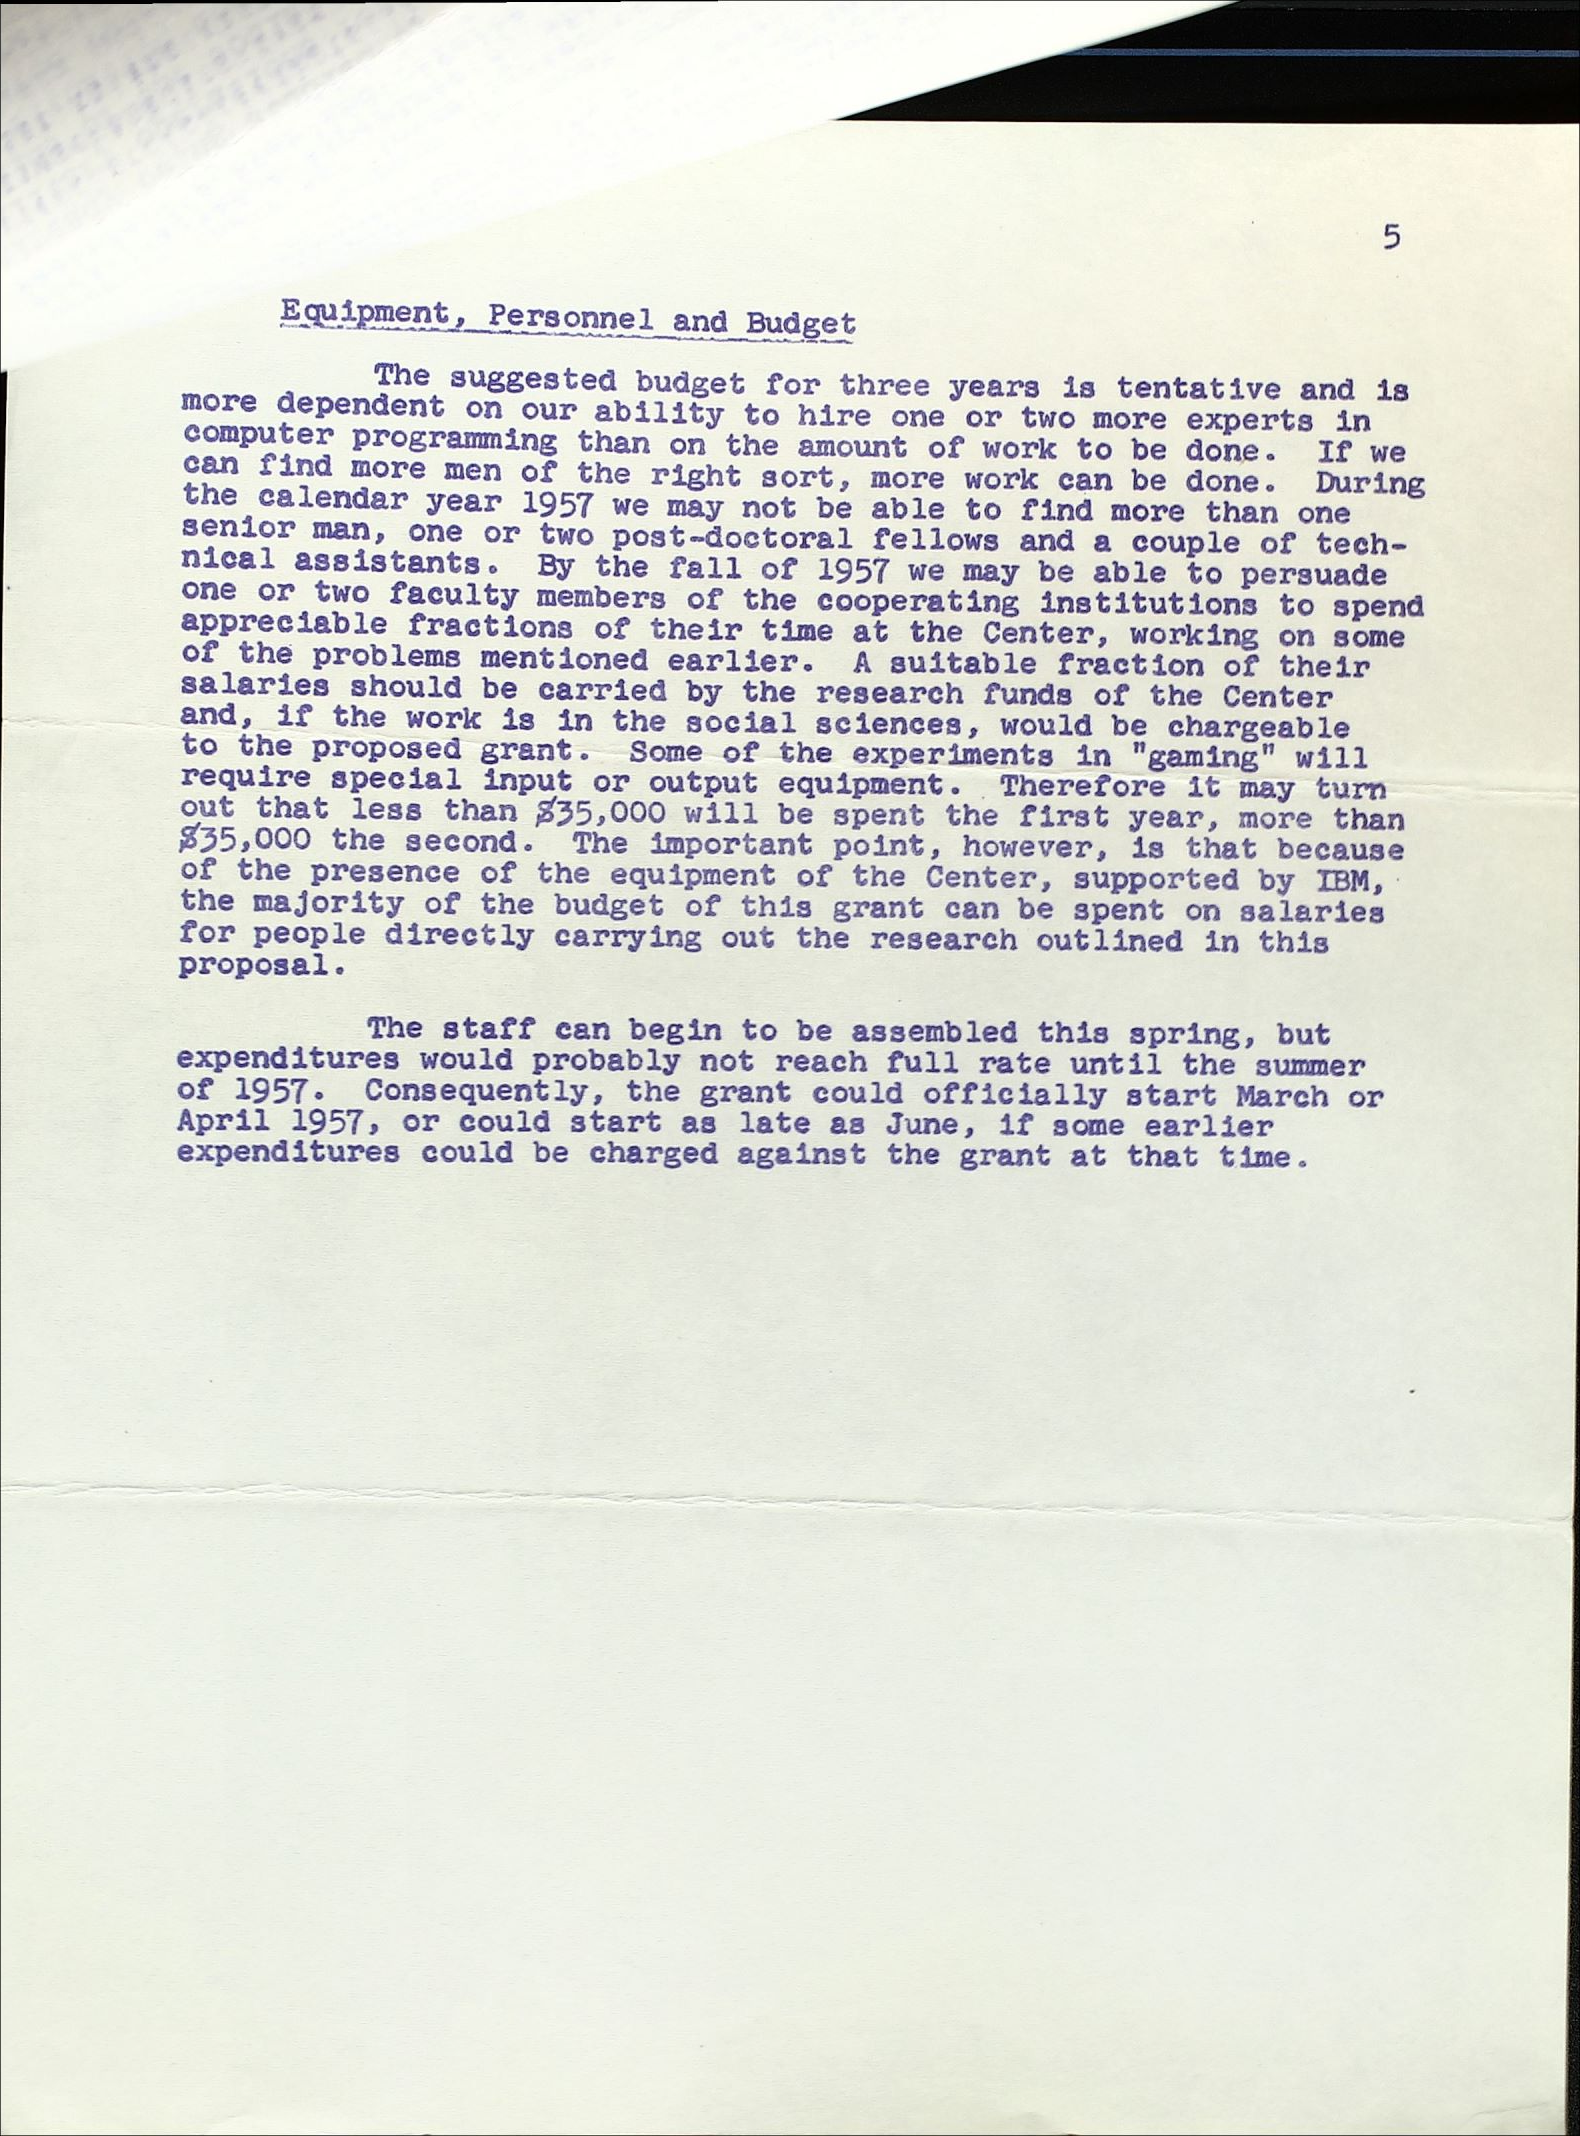 5
Equipment, Personnel and Budget
The suggested budget for three years is tentative and is
more dependent on our ability to hire one or two more experts in
computer programming than on the amount of work to be done. If we
can find more men of the right sort, more work can be done. During
the calendar year 1957 we may not be able to find more than one
senior man, one or two post-doctoral fellows and a couple of tech-
nical assistants. By the fall of 1957 we may be able to persuade
one or two faculty members of the cooperating institutions to spend
appreciable fractions of their time at the Center, working on some
of the problems mentioned earlier. A suitable fraction of their
salaries should be carried by the research funds of the Center
and, if the work is in the social sciences, would be chargeable
to the proposed grant. Some of the experiments in "gaming" will
require special input or output equipment. Therefore it may turn
out that less than $35,000 will be spent the first year, more than
$35,000 the second. The important point, however, is that because
of the presence of the equipment of the Center, supported by IBM,
the majority of the budget of this grant can be spent on salaries
for people directly carrying out the research outlined in this
proposal.
The staff can begin to be assembled this spring, but
expenditures would probably not reach full rate until the summer
of 1957. Consequently, the grant could officially start March or
April 1957, or could start as late as June, if some earlier
expenditures could be charged against the grant at that time.